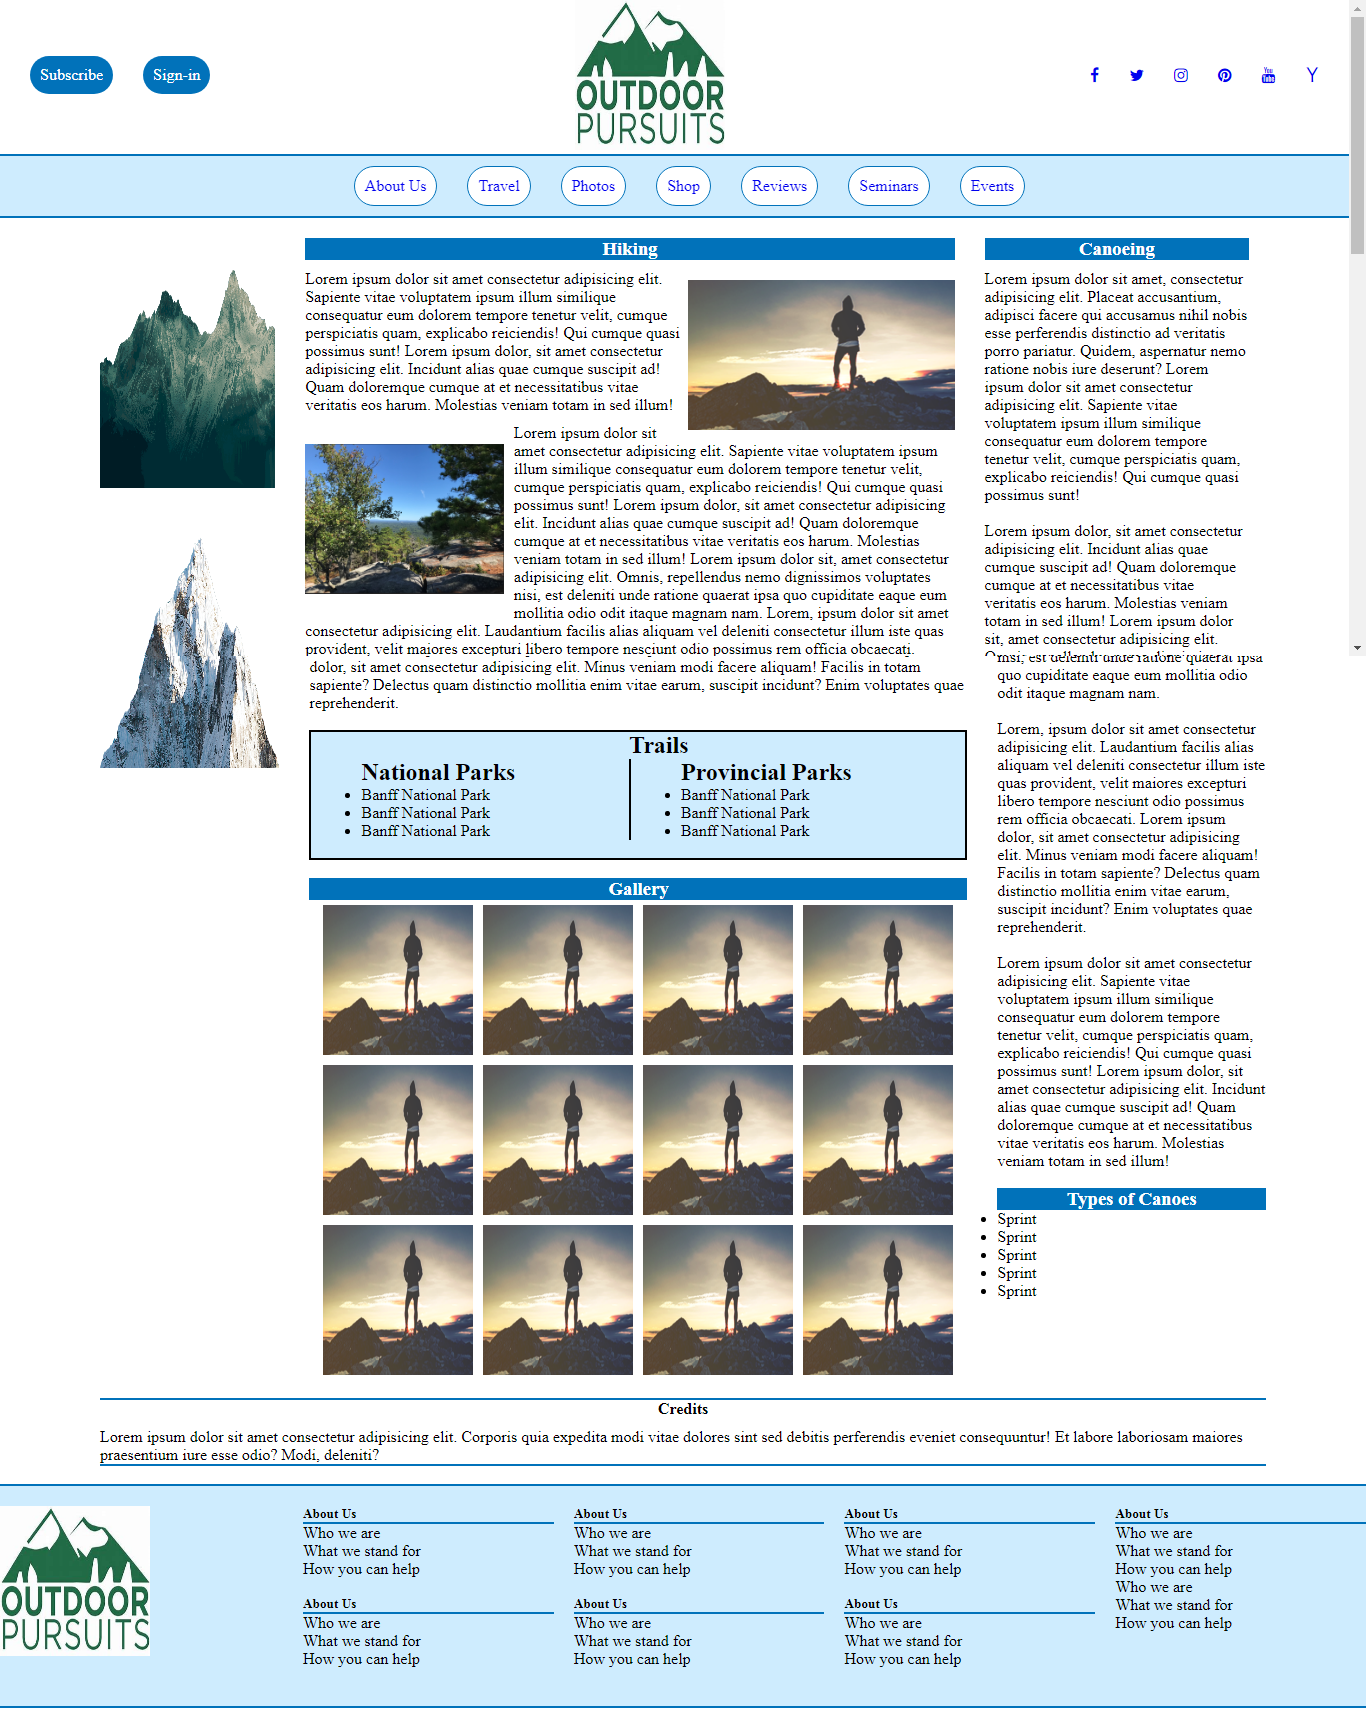 Subscribe
Sign-in
OUTDOOR
PURSUITS
About Us
Travel
Photos
Shop
Reviews
Seminars
Events
Hiking
Lorem ipsum dolor sit amet consectetur adipisicing elit.
Sapiente vitae voluptatem ipsum illum similique
consequatur eum dolorem tempore tenetur velit, cumque
perspiciatis quam, explicabo reiciendis! Qui cumque quasi
possimus sunt! Lorem ipsum dolor, sit amet consectetur
adipisicing elit. Incidunt alias quae cumque suscipit ad!
Quam doloremque cumque at et necessitatibus vitae
veritatis eos harum. Molestias veniam totam in sed illum!
Lorem ipsum dolor sit
amet consectetur adipisicing elit. Sapiente vitae voluptatem ipsum
illum similique consequatur eum dolorem tempore tenetur velit,
cumque perspiciatis quam, explicabo reiciendis! Qui cumque quasi
possimus sunt! Lorem ipsum dolor, sit amet consectetur adipisicing
elit. Incidunt alias quae cumque suscipit ad! Quam doloremque
cumque at et necessitatibus vitae veritatis eos harum. Molestias
veniam totam in sed illum! Lorem ipsum dolor sit, amet consectetur
adipisicing elit. Omnis, repellendus nemo dignissimos voluptates
nisi, est deleniti unde ratione quaerat ipsa quo cupiditate eaque eum
mollitia odio odit itaque magnam nam. Lorem, ipsum dolor sit amet
consectetur adipisicing elit. Laudantium facilis alias aliquam vel deleniti consectetur illum iste quas
provident, velit maiores excepturi libero tempore nesciunt odio possimus rem officia obcaecati.
dolor, sit amet consectetur adipisicing elit. Minus veniam modi facere aliquam! Facilis in totam
sapiente? Delectus quam distinctio mollitia enim vitae earum, suscipit incidunt? Enim voluptates quae
reprehenderit.
Trails
National Parks
Banff National Park
Banff National Park
Banff National Park
Provincial Parks
Banff National Park
Banff National Park
Banff National Park
Gallery
Canoeing
Lorem ipsum dolor sit amet, consectetur
adipisicing elit. Placeat accusantium,
adipisci facere qui accusamus nihil nobis
esse perferendis distinctio ad veritatis
porro pariatur. Quidem, aspernatur nemo
ratione nobis iure deserunt? Lorem
ipsum dolor sit amet consectetur
adipisicing elit. Sapiente vitae
voluptatem ipsum illum similique
consequatur eum dolorem tempore
tenetur velit, cumque perspiciatis quam,
explicabo reiciendis! Qui cumque quasi
possimus sunt!
Lorem ipsum dolor, sit amet consectetur
adipisicing elit. Incidunt alias quae
cumque suscipit ad! Quam doloremque
cumque at et necessitatibus vitae
veritatis eos harum. Molestias veniam
totam in sed illum! Lorem ipsum dolor
sit, amet consectetur adipisicing elit.
nisi, est deleniti unde ratione quaerat ipsa
quo cupiditate eaque eum mollitia odio
odit itaque magnam nam.
Lorem, ipsum dolor sit amet consectetur
adipisicing elit. Laudantium facilis alias
aliquam vel deleniti consectetur illum iste
quas provident, velit maiores excepturi
libero tempore nesciunt odio possimus
rem officia obcaecati. Lorem ipsum
dolor, sit amet consectetur adipisicing
elit. Minus veniam modi facere aliquam!
Facilis in totam sapiente? Delectus quam
distinctio mollitia enim vitae earum,
suscipit incidunt? Enim voluptates quae
reprehenderit.
Lorem ipsum dolor sit amet consectetur
adipisicing elit. Sapiente vitae
voluptatem ipsum illum similique
consequatur eum dolorem tempore
tenetur velit, cumque perspiciatis quam,
explicabo reiciendis! Qui cumque quasi
possimus sunt! Lorem ipsum dolor, sit
amet consectetur adipisicing elit. Incidunt
alias quae cumque suscipit ad! Quam
doloremque cumque at et necessitatibus
vitae veritatis eos harum. Molestias
veniam totam in sed illum!
Types of Canoes
Sprint
Sprint
Sprint
Sprint
Sprint
Credits
Lorem ipsum dolor sit amet consectetur adipisicing elit. Corporis quia expedita modi vitae dolores sint sed debitis perferendis eveniet consequuntur! Et labore laboriosam maiores
praesentium iure esse odio? Modi, deleniti?
OUTDOOR
PURSUITS
About Us
Who we are
What we stand for
How you can help
About Us
Who we are
What we stand for
How you can help
About Us
Who we are
What we stand for
How you can help
About Us
Who we are
What we stand for
How you can help
About Us
Who we are
What we stand for
How you can help
About Us
Who we are
What we stand for
How you can help
About Us
Who we are
What we stand for
How you can help
Who we are
What we stand for
How you can help